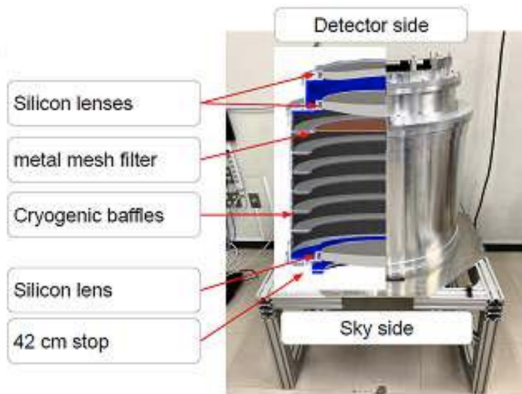 Detector side
Silicon lenses
metal mesh filter
Cryogenic baffles
Silicon lens
42 cm stop
Sky side